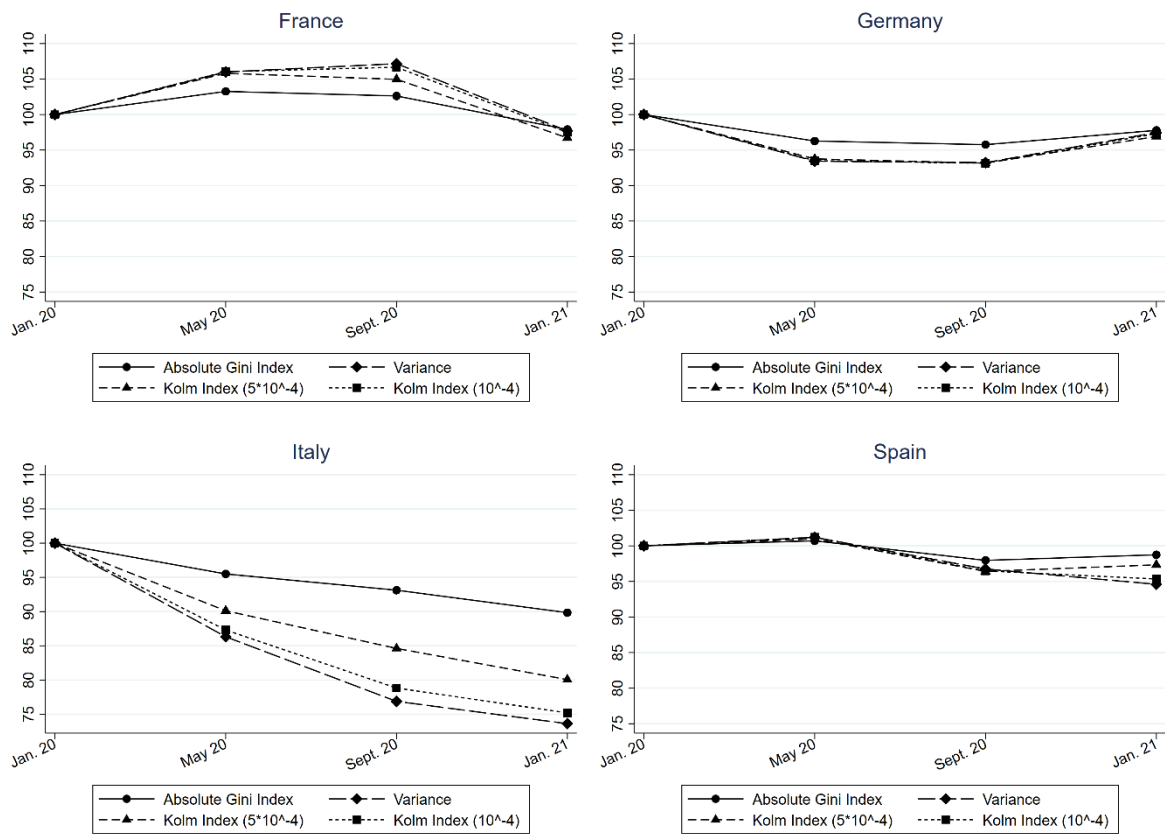 France
110
105
100
95
90
85
80
75
Jan. 20
May 20
Sept. 20
Jan. 21
Absolute Gini Index
Variance
Kolm Index (5*10^-4)
Kolm Index (10^-4)
Germany
110
105
100
95
90
85
80
75
Jan. 20
May 20
Sept. 20
Jan. 21
Absolute Gini Index
Variance
Kolm Index (5*10^-4)
Kolm Index (10^-4)
Italy
110
105
100
95
90
85
80
75
Jan. 20
May 20
Sept. 20
Jan. 21
Absolute Gini Index
Variance
Kolm Index (5*10^-4)
Kolm Index (10^-4)
Spain
110
105
100
95
90
85
80
75
Jan. 20
May 20
Sept. 20
Jan. 21
Absolute Gini Index
Variance
Kolm Index (5*10^-4)
Kolm Index (10^-4)